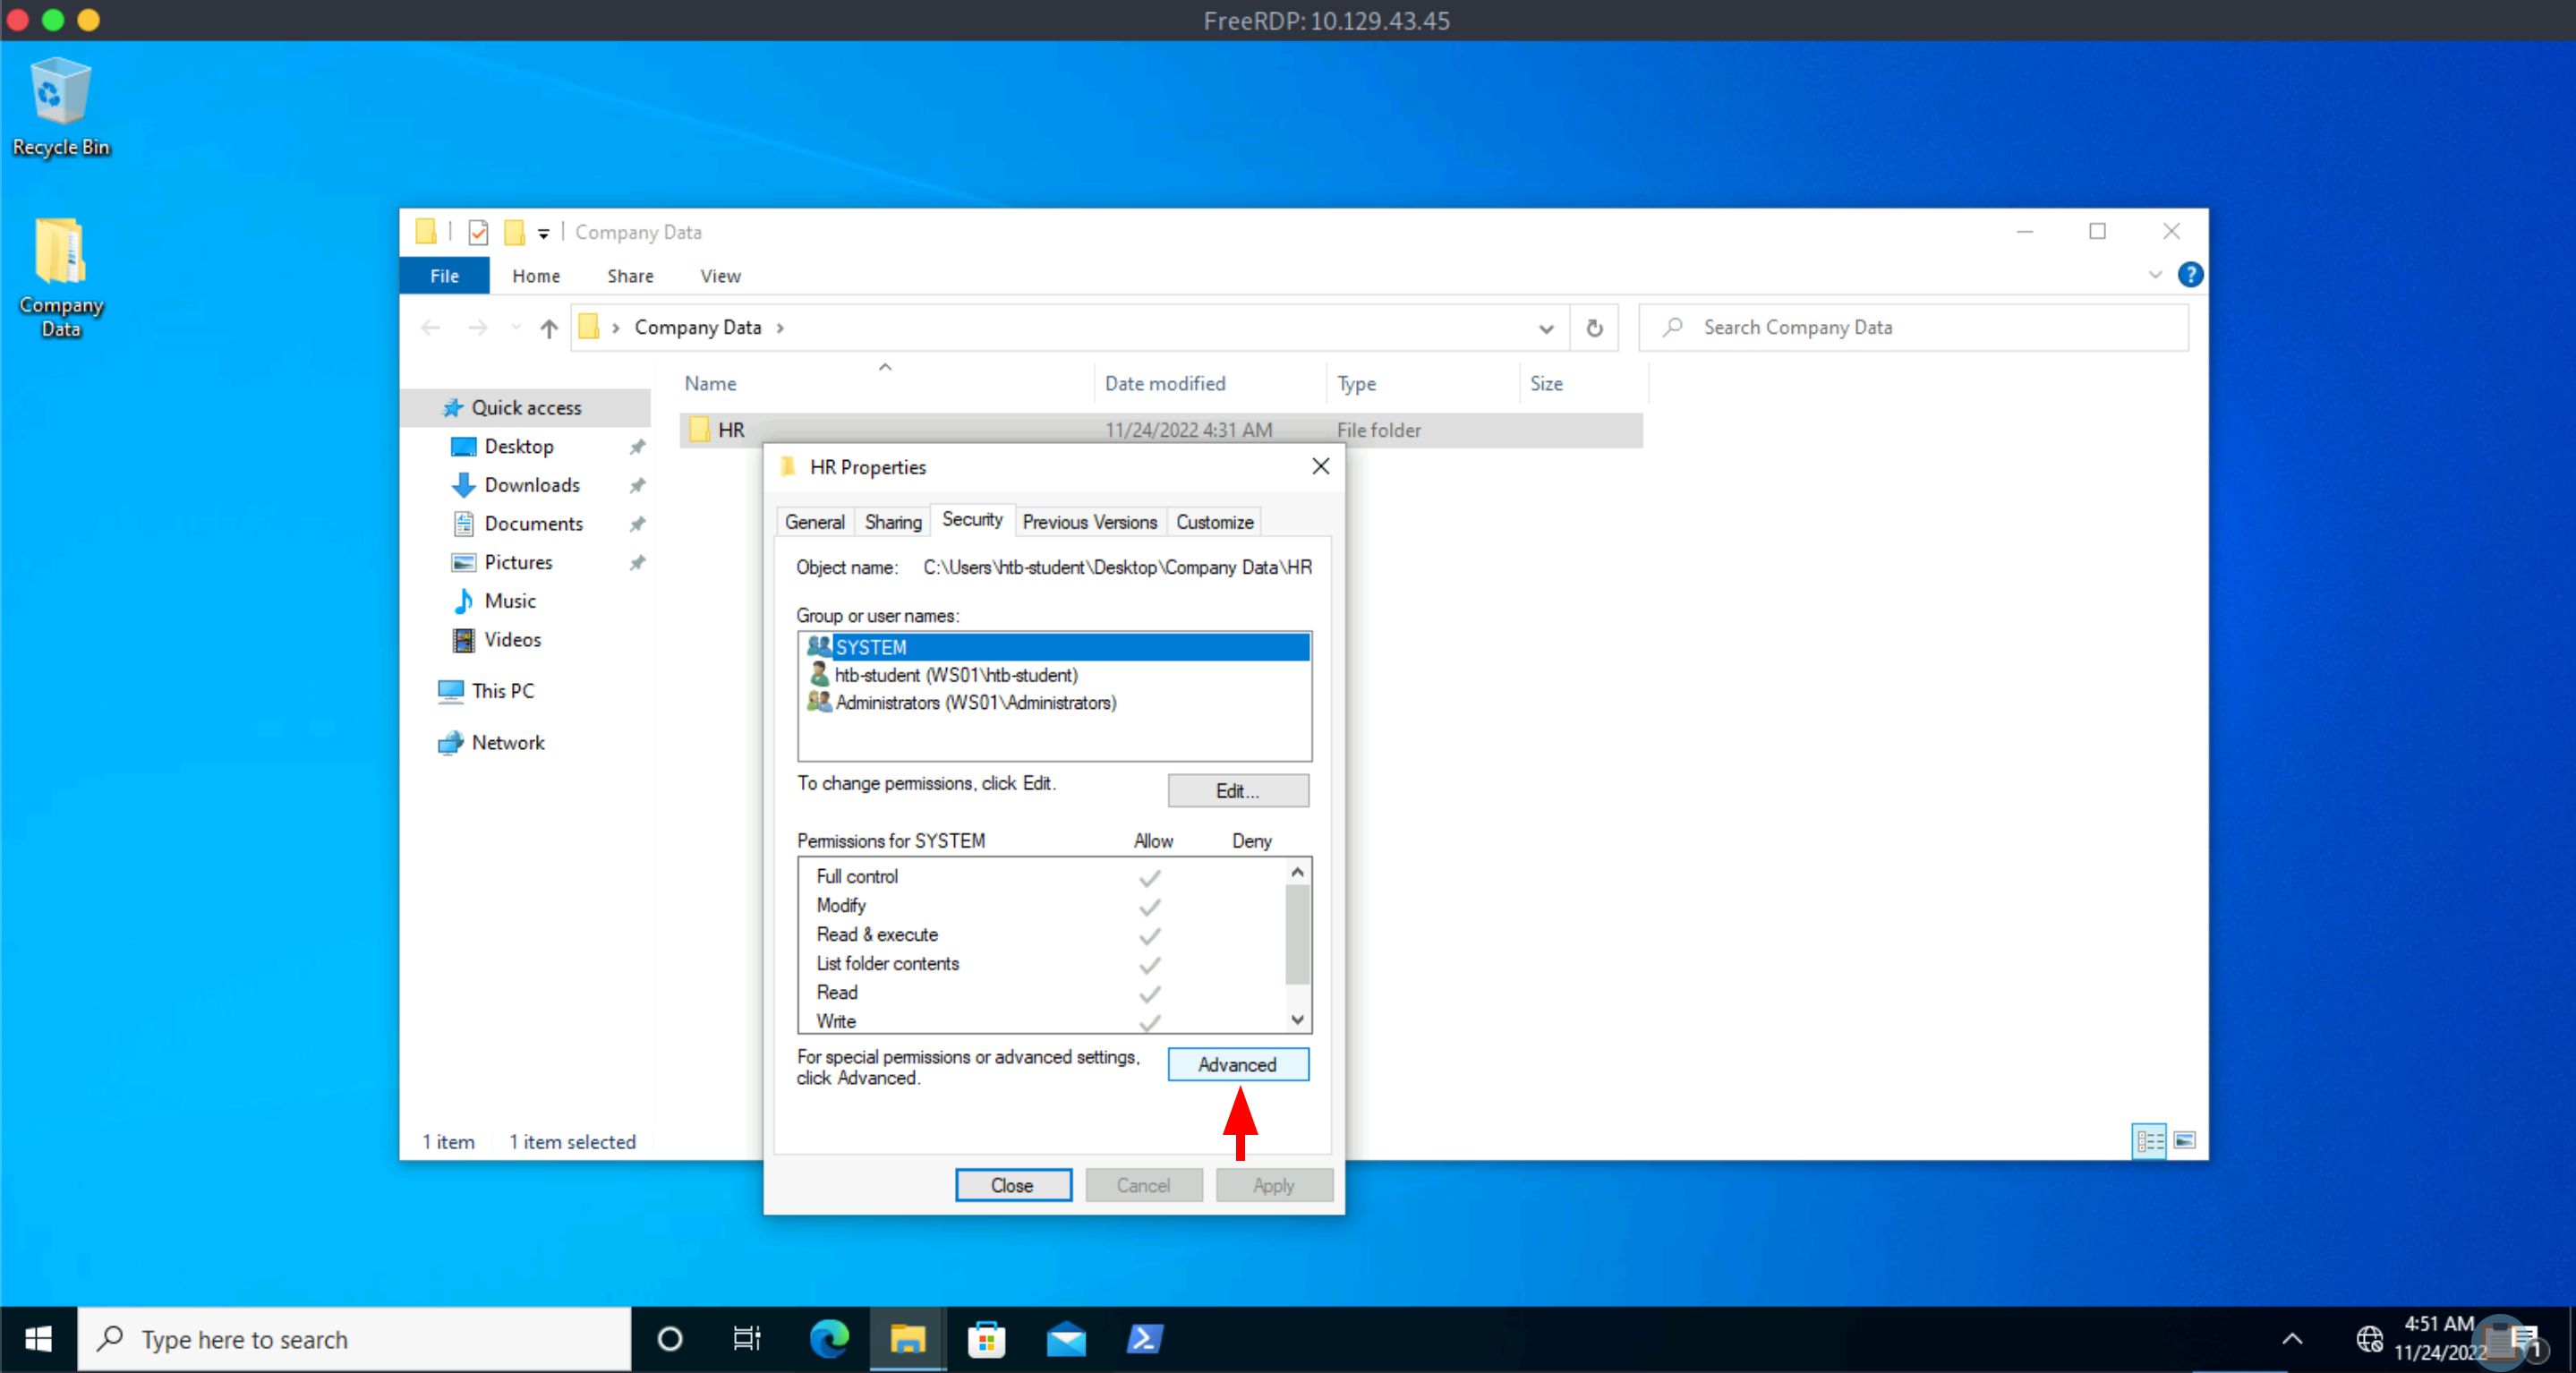 FreeRDP: 10.129.43.45
Recycle Bin
Company
Data
Company Data
File Home Share View
Company Data
Search Company Data
Name Date modified Type Size
Quick access
HR 11/24/2022 4:31 AM File folder
Desktop
Downloads
Documents
Pictures
Music
Videos
This PC
Network
1 item 1 item selected
HR Properties
General Sharing Security Previous Versions Customize
Object name: C:\Users\htb-student\Desktop\Company Data\HR
Group or user names:
SYSTEM
htb-student (WS01\htb-student)
Administrators (WS01\Administrators)
To change permissions, click Edit.
Edit...
Permissions for SYSTEM Allow Deny
Full control
Modify
Read & execute
List folder contents
Read
Write
For special permissions or advanced settings,
click Advanced.
Advanced
Close Cancel Apply
Type here to search
4:51 AM
11/24/2022
1